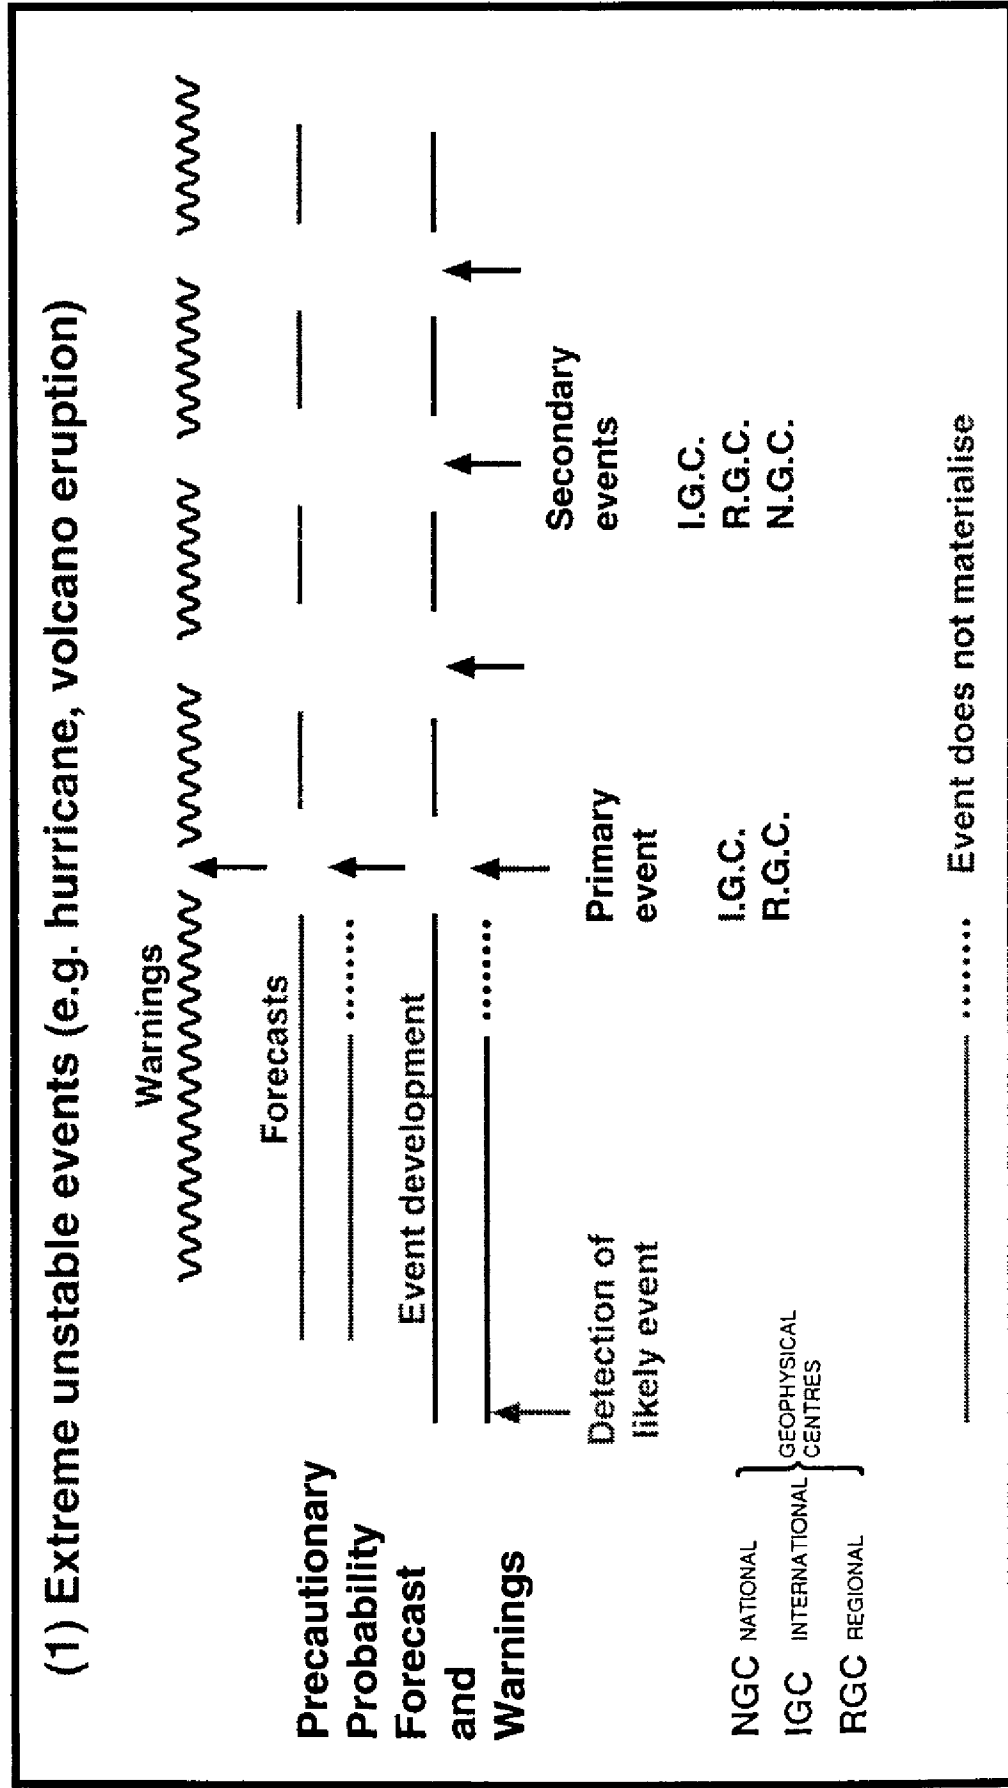 (1) Extreme unstable events (e.g. hurricane, volcano eruption)
Warnings
Forecasts
Precautionary
Probability
Forecast
and
Warnings
Event development
Detection of
likely event
Primary
event
I.G.C.
R.G.C.
Secondary
events
I.G.C.
R.G.C.
N.G.C.
NGC NATIONAL
IGC INTERNATIONAL
RGC REGIONAL
GEOPHYSICAL
CENTRES
Event does not materialise